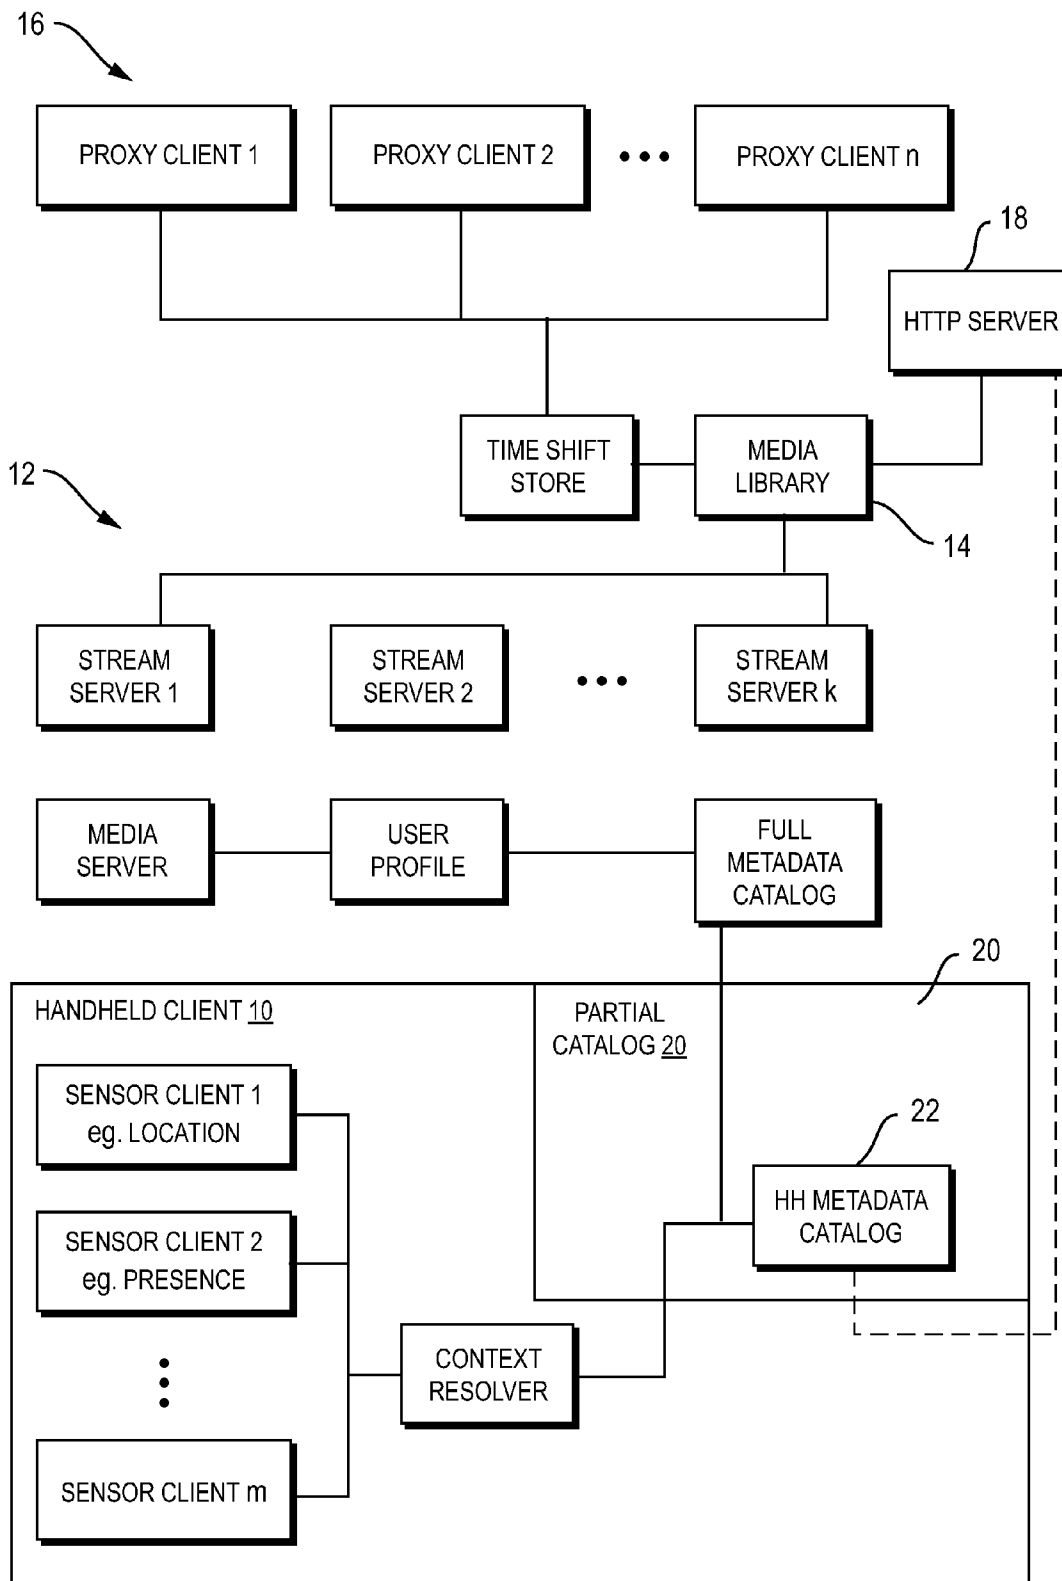 16
PROXY CLIENT 1
PROXY CLIENT 2
PROXY CLIENT n
18
HTTP SERVER
TIME SHIFT
STORE
MEDIA
LIBRARY
12
14
STREAM
SERVER 1
STREAM
SERVER 2
STREAM
SERVER k
MEDIA
SERVER
USER
PROFILE
FULL
METADATA
CATALOG
20
HANDHELD CLIENT 10
PARTIAL
CATALOG 20
SENSOR CLIENT 1
eg. LOCATION
22
HH METADATA
CATALOG
SENSOR CLIENT 2
eg. PRESENCE
CONTEXT
RESOLVER
SENSOR CLIENT m